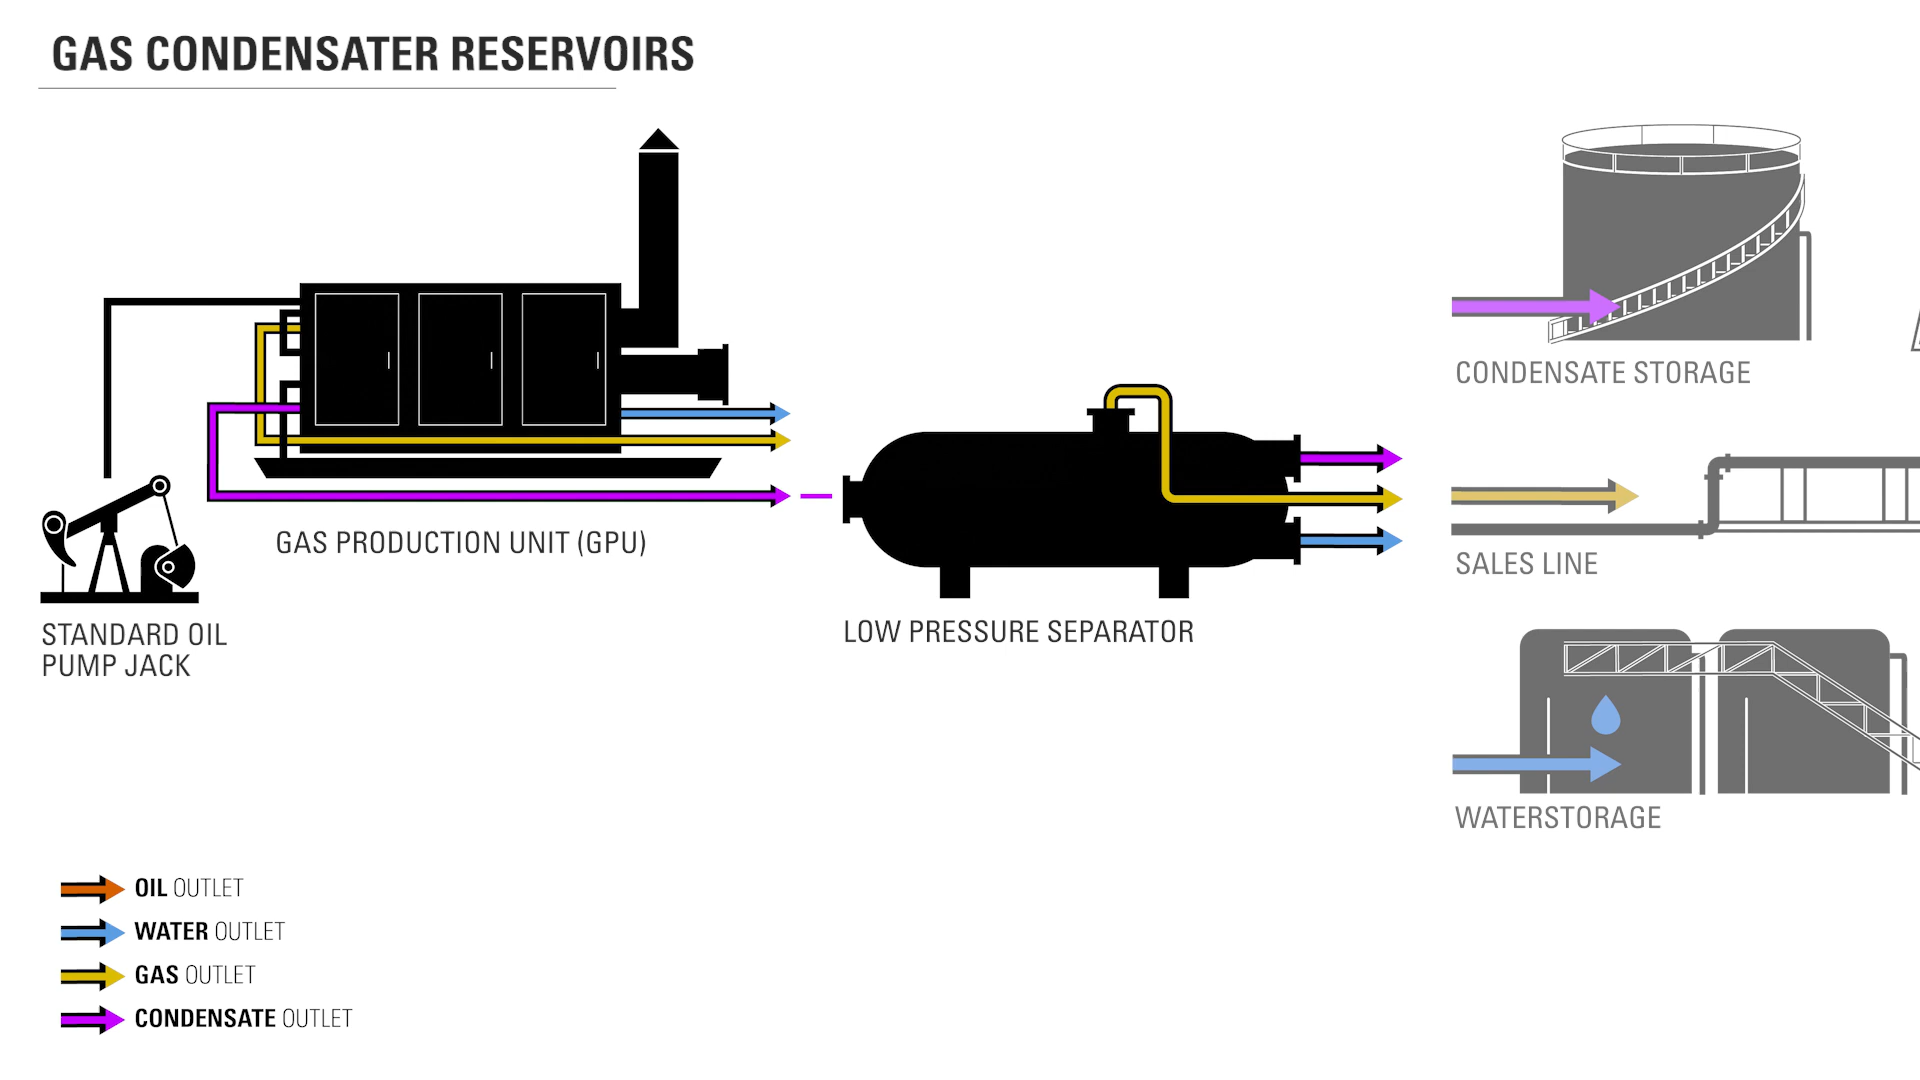 GAS CONDENSATER RESERVOIRS
CONDENSATE STORAGE
GAS PRODUCTION UNIT (GPU)
SALES LINE
STANDARD OIL
PUMP JACK
LOW PRESSURE SEPARATOR
WATERSTORAGE
OIL OUTLET
WATER OUTLET
GAS OUTLET
CONDENSATE OUTLET